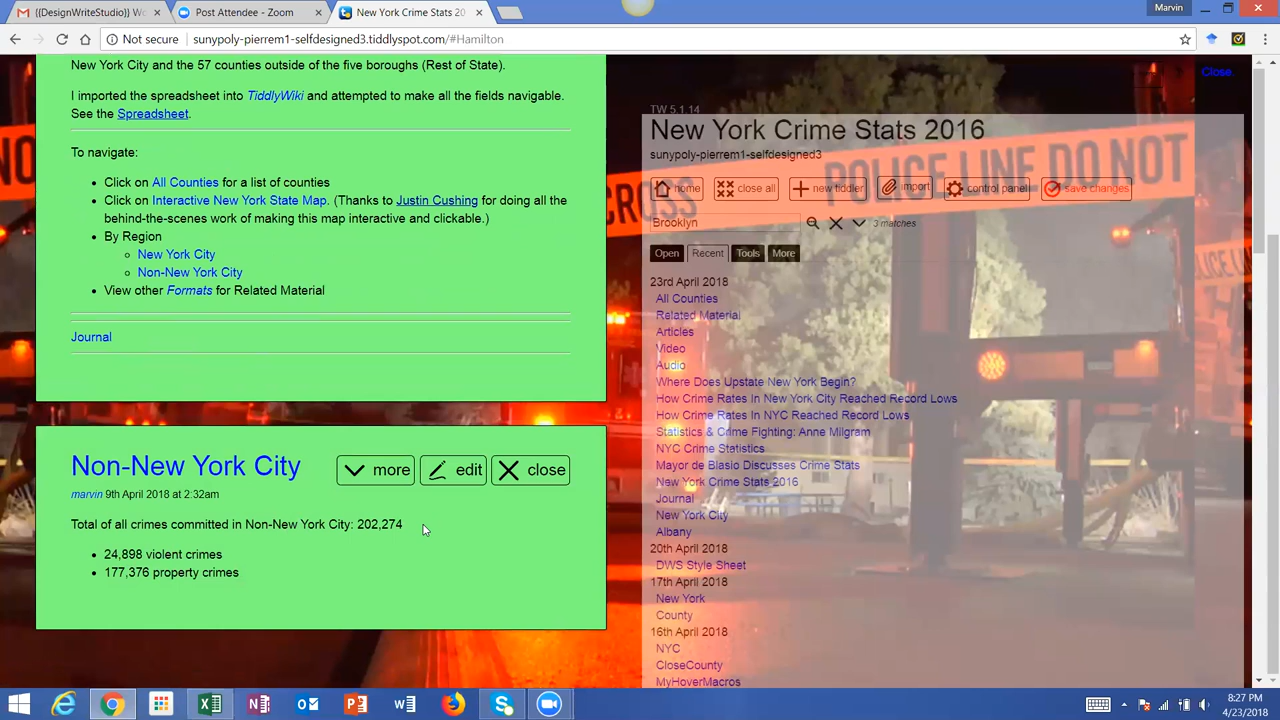 {{DesignWriteStudio}} Wo
Post Attendee - Zoom
New York Crime Stats 20
Marvin
Not secure
sunypoly-pierrem1-selfdesigned3.tiddlyspot.com/#Hamilton
New York City and the 57 counties outside of the five boroughs (Rest of State).
I imported the spreadsheet into TiddlyWiki and attempted to make all the fields navigable.
See the Spreadsheet.
To navigate:
Click on All Counties for a list of counties
Click on Interactive New York State Map. (Thanks to Justin Cushing for doing all the
behind-the-scenes work of making this map interactive and clickable.)
By Region
New York City
Non-New York City
View other Formats for Related Material
Journal
Non-New York City
more
edit
close
marvin 9th April 2018 at 2:32am
Total of all crimes committed in Non-New York City: 202,274
24,898 violent crimes
177,376 property crimes
Close.
TW 5.1.14
New York Crime Stats 2016
sunypoly-pierrem1-selfdesigned3
POLICE LINE DO NOT
CROSS
home
close all
new tiddler
import
control panel
save changes
Brooklyn
3 matches
Open
Recent
Tools
More
23rd April 2018
All Counties
Related Material
Articles
Video
Audio
Where Does Upstate New York Begin?
How Crime Rates In New York City Reached Record Lows
How Crime Rates In NYC Reached Record Lows
Statistics & Crime Fighting: Anne Milgram
NYC Crime Statistics
Mayor de Blasio Discusses Crime Stats
New York Crime Stats 2016
Journal
New York City
Albany
20th April 2018
DWS Style Sheet
17th April 2018
New York
County
16th April 2018
NYC
CloseCounty
MyHoverMacros
8:27 PM
4/23/2018